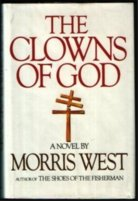 THE
CLOWNS
OF GOD
A NOVEL BY
MORRIS WEST
AUTHOR OF THE SHOES OF THE FISHERMAN